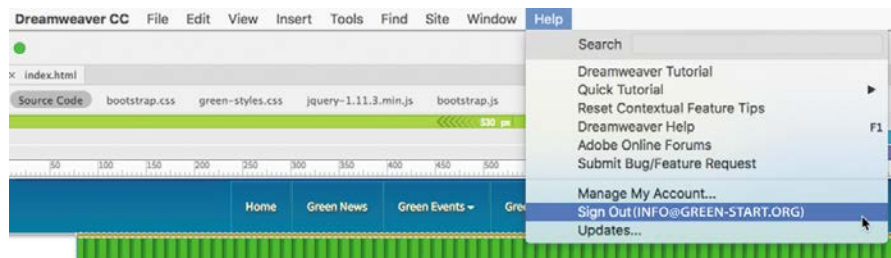 Dreamweaver CC File Edit View Insert Tools Find Site Window Help
Search
× index.html
Dreamweaver Tutorial
Quick Tutorial
Source Code bootstrap.css green-styles.css jquery-1.11.3.min.js bootstrap.js
Reset Contextual Feature Tips
530 px
Dreamweaver Help F1
Adobe Online Forums
Submit Bug/Feature Request
50 100 150 200 250 300 350 400 450 500
Manage My Account...
Home Green News Green Events Gre
Sign Out(INFO@GREEN-START.ORG)
Updates...